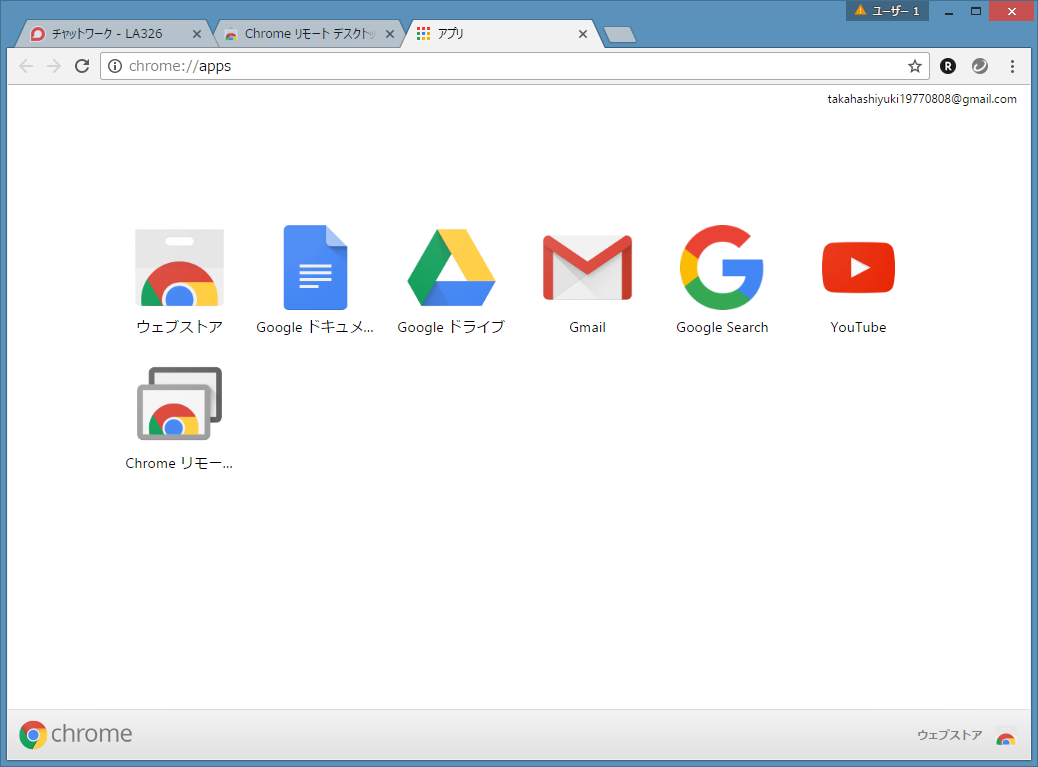 ユーザー 1
チャットワーク - LA326
Chrome リモート デスクト
アプリ
chrome://apps
R
takahashiyuki19770808@gmail.com
ウェブストア
Google ドキュメ...
Google ドライブ
Gmail
Google Search
YouTube
Chrome リモー...
chrome
ウェブストア